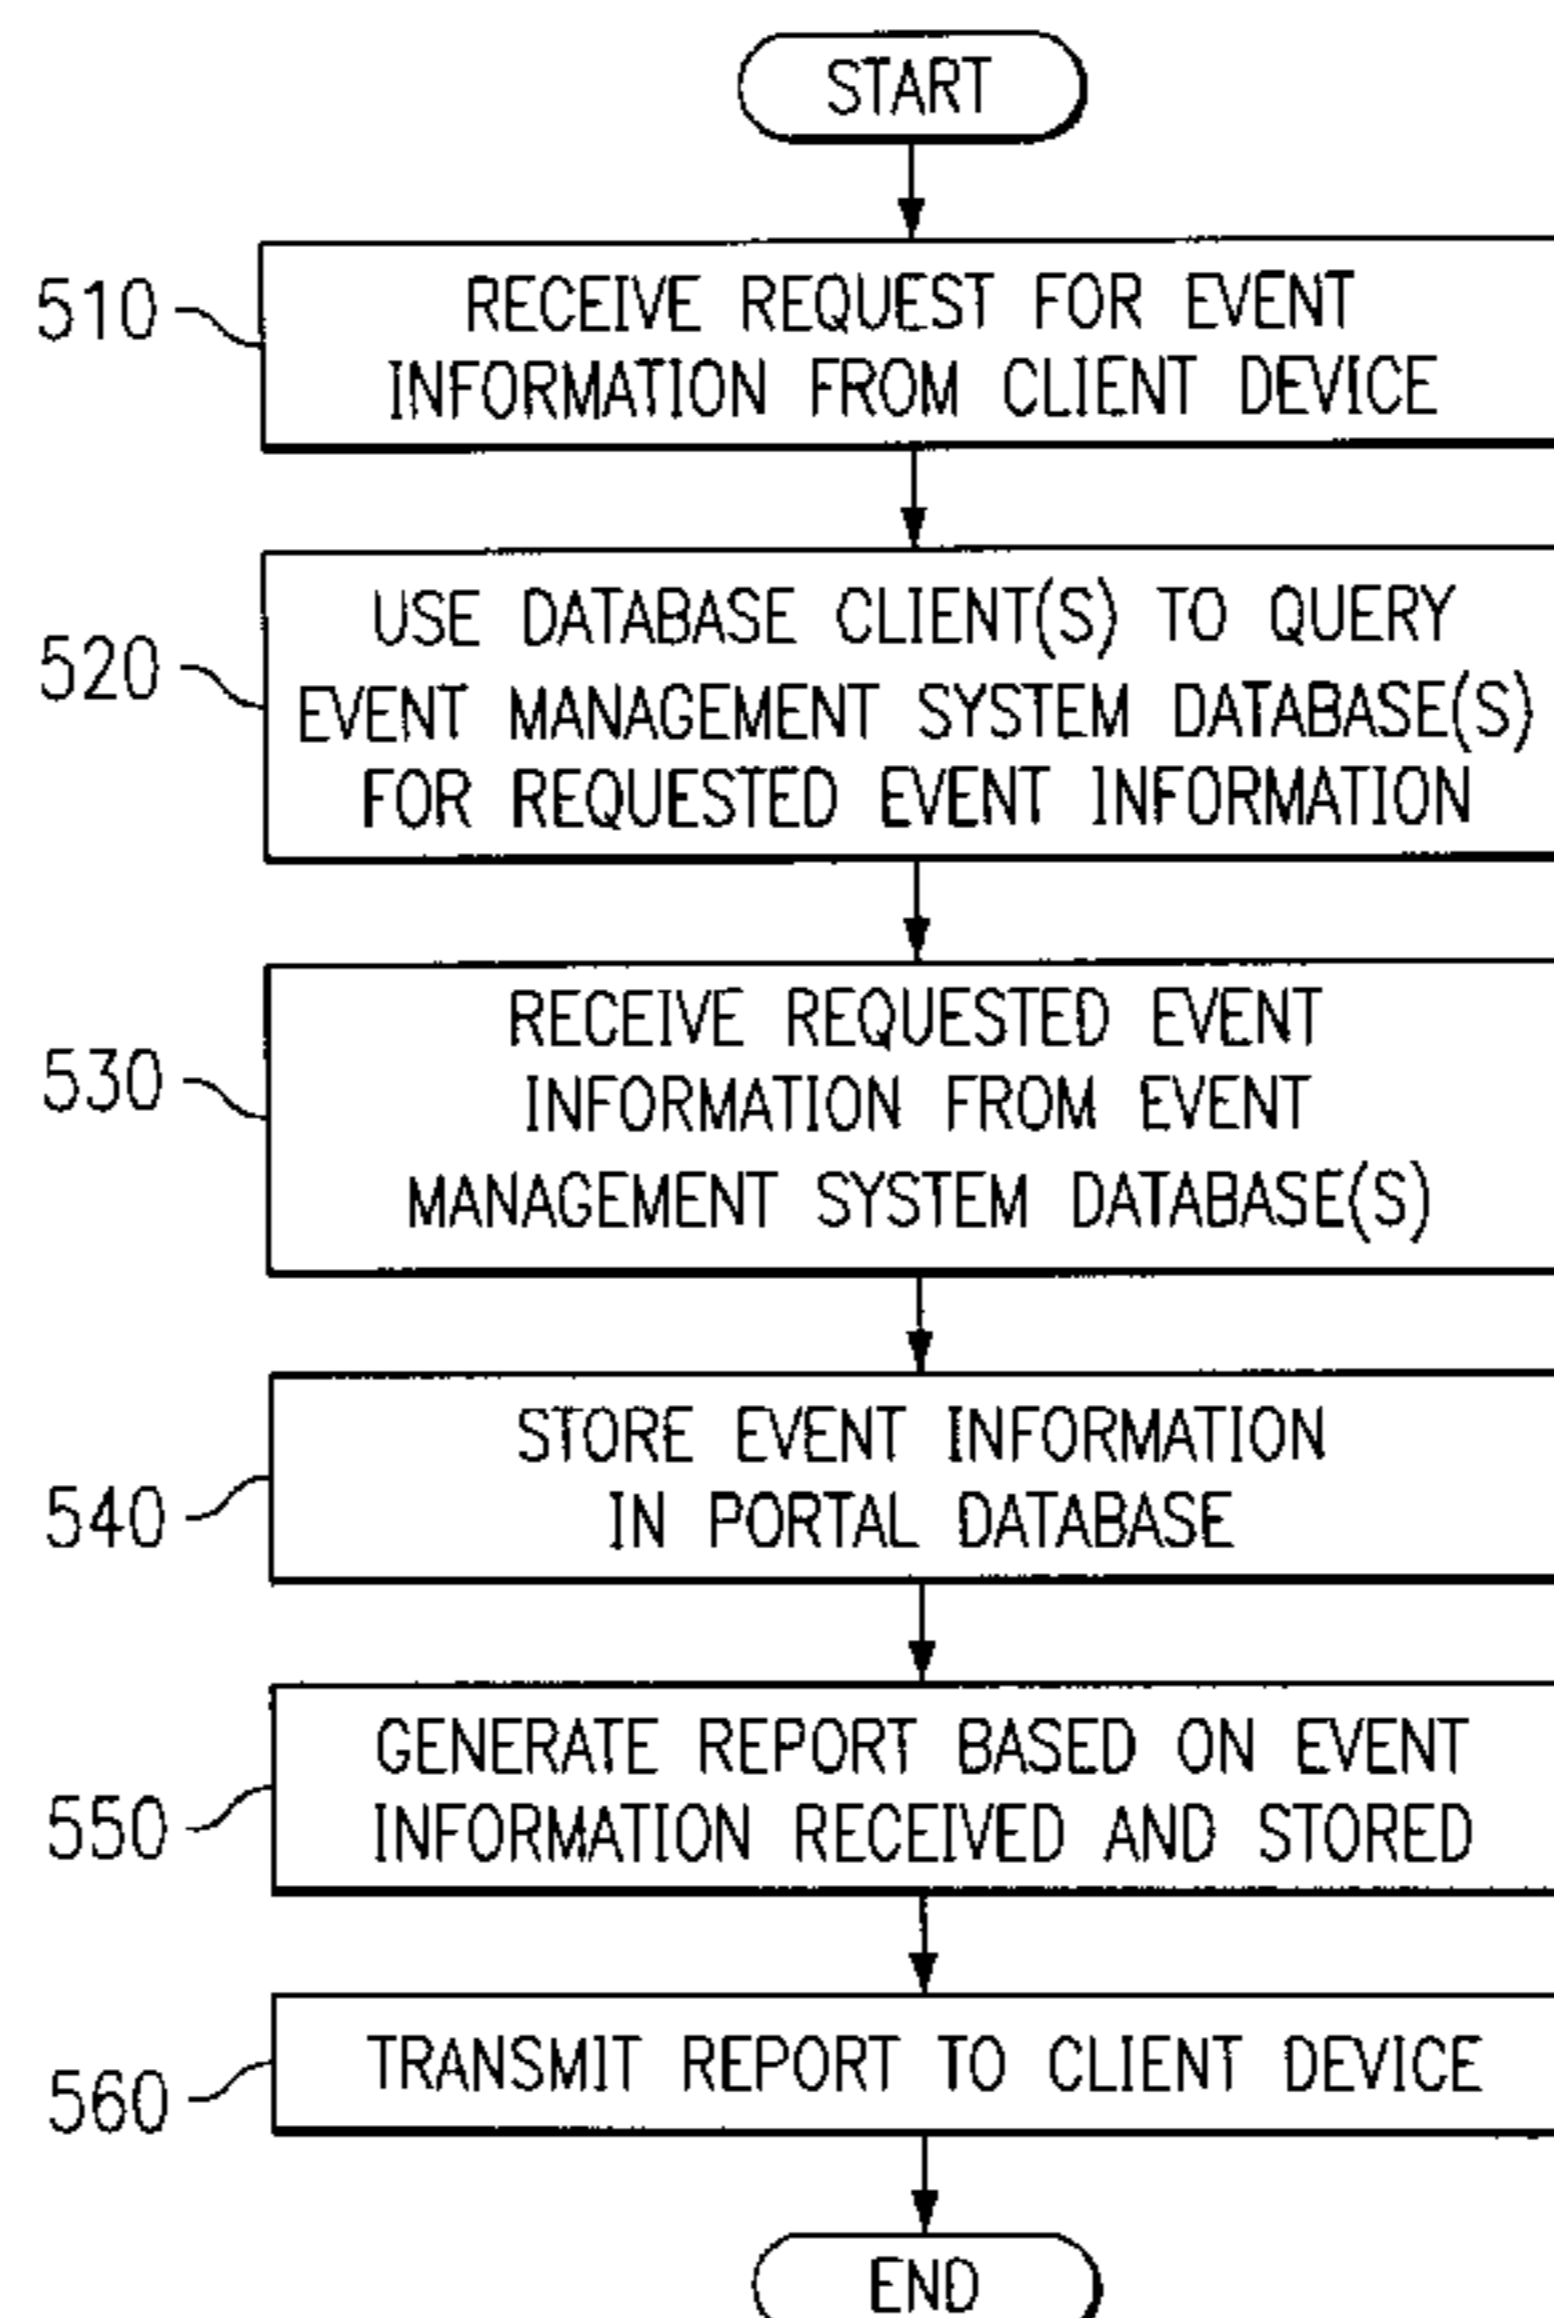 START
510
RECEIVE REQUEST FOR EVENT
INFORMATION FROM CLIENT DEVICE
520
USE DATABASE CLIENT(S) TO QUERY
EVENT MANAGEMENT SYSTEM DATABASE(S)
FOR REQUESTED EVENT INFORMATION
530
RECEIVE REQUESTED EVENT
INFORMATION FROM EVENT
MANAGEMENT SYSTEM DATABASE(S)
540
STORE EVENT INFORMATION
IN PORTAL DATABASE
550
GENERATE REPORT BASED ON EVENT
INFORMATION RECEIVED AND STORED
560
TRANSMIT REPORT TO CLIENT DEVICE
END